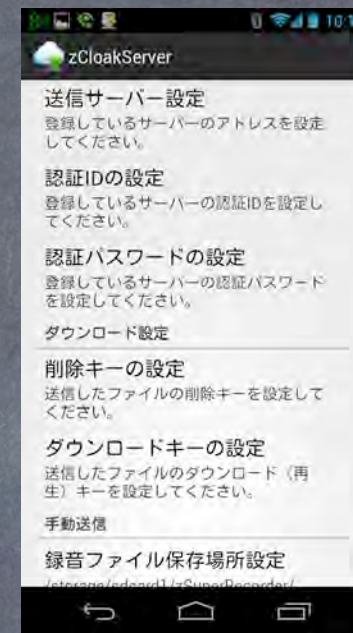 10:1
zCloakServer
送信サーバー設定
登録しているサーバーのアドレスを設定
してください。
認証IDの設定
登録しているサーバーの認証IDを設定し
てください。
認証パスワードの設定
登録しているサーバーの認証パスワード
を設定してください。
ダウンロード設定
削除キーの設定
送信したファイルの削除キーを設定して
ください。
ダウンロードキーの設定
送信したファイルのダウンロード（再
生）キーを設定してください。
手動送信
録音ファイル保存場所設定
/storage/sdcard1/zSuperRecorder/